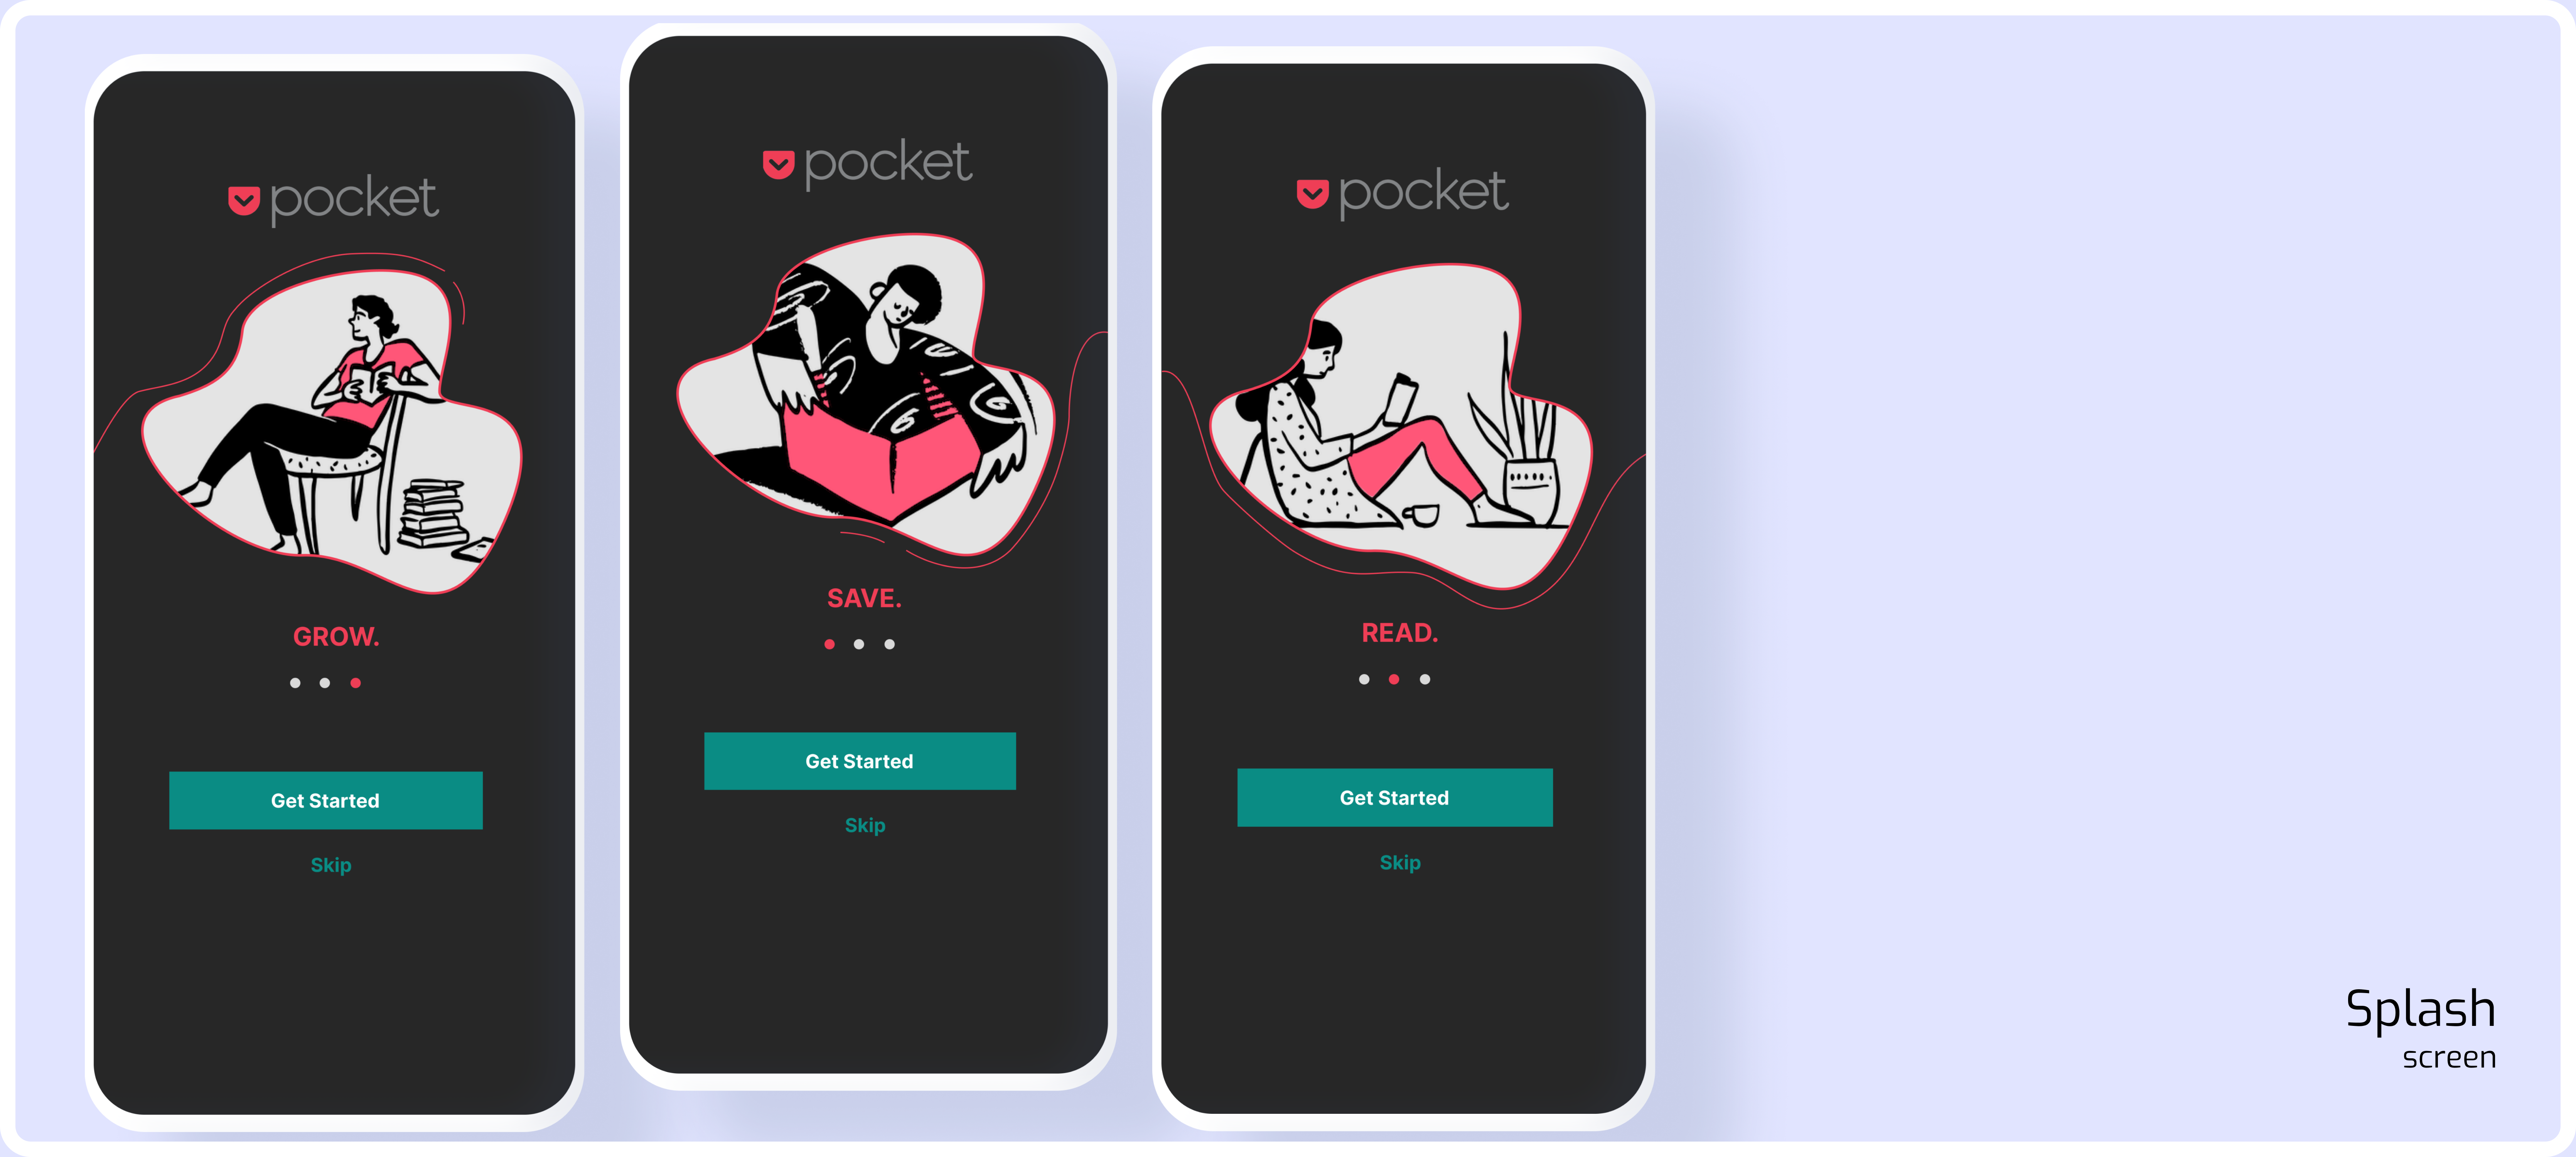 pocket
GROW.
Get Started
Skip
pocket
SAVE.
Get Started
Skip
pocket
READ.
Get Started
Skip
Splash
screen